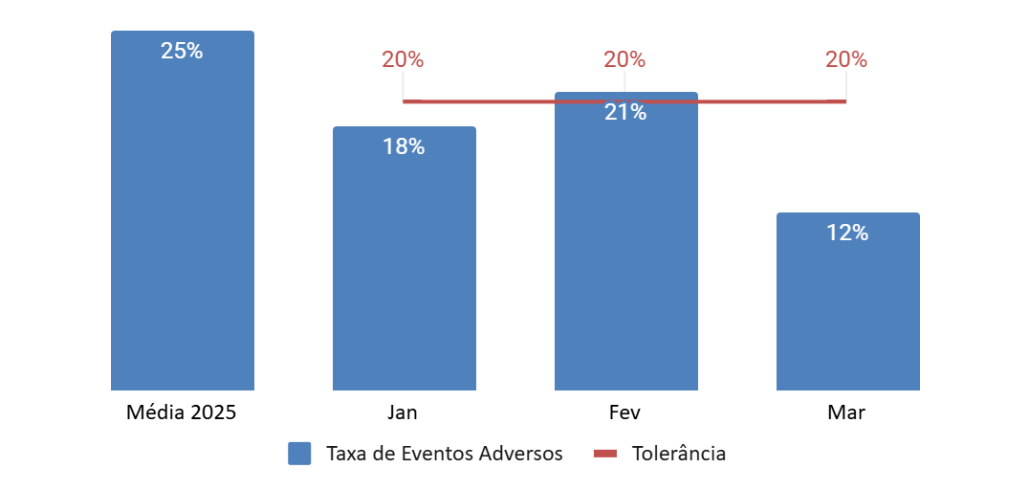 25%
20%
20%
20%
18%
21%
12%
Média 2025
Jan
Fev
Mar
Taxa de Eventos Adversos
Tolerância